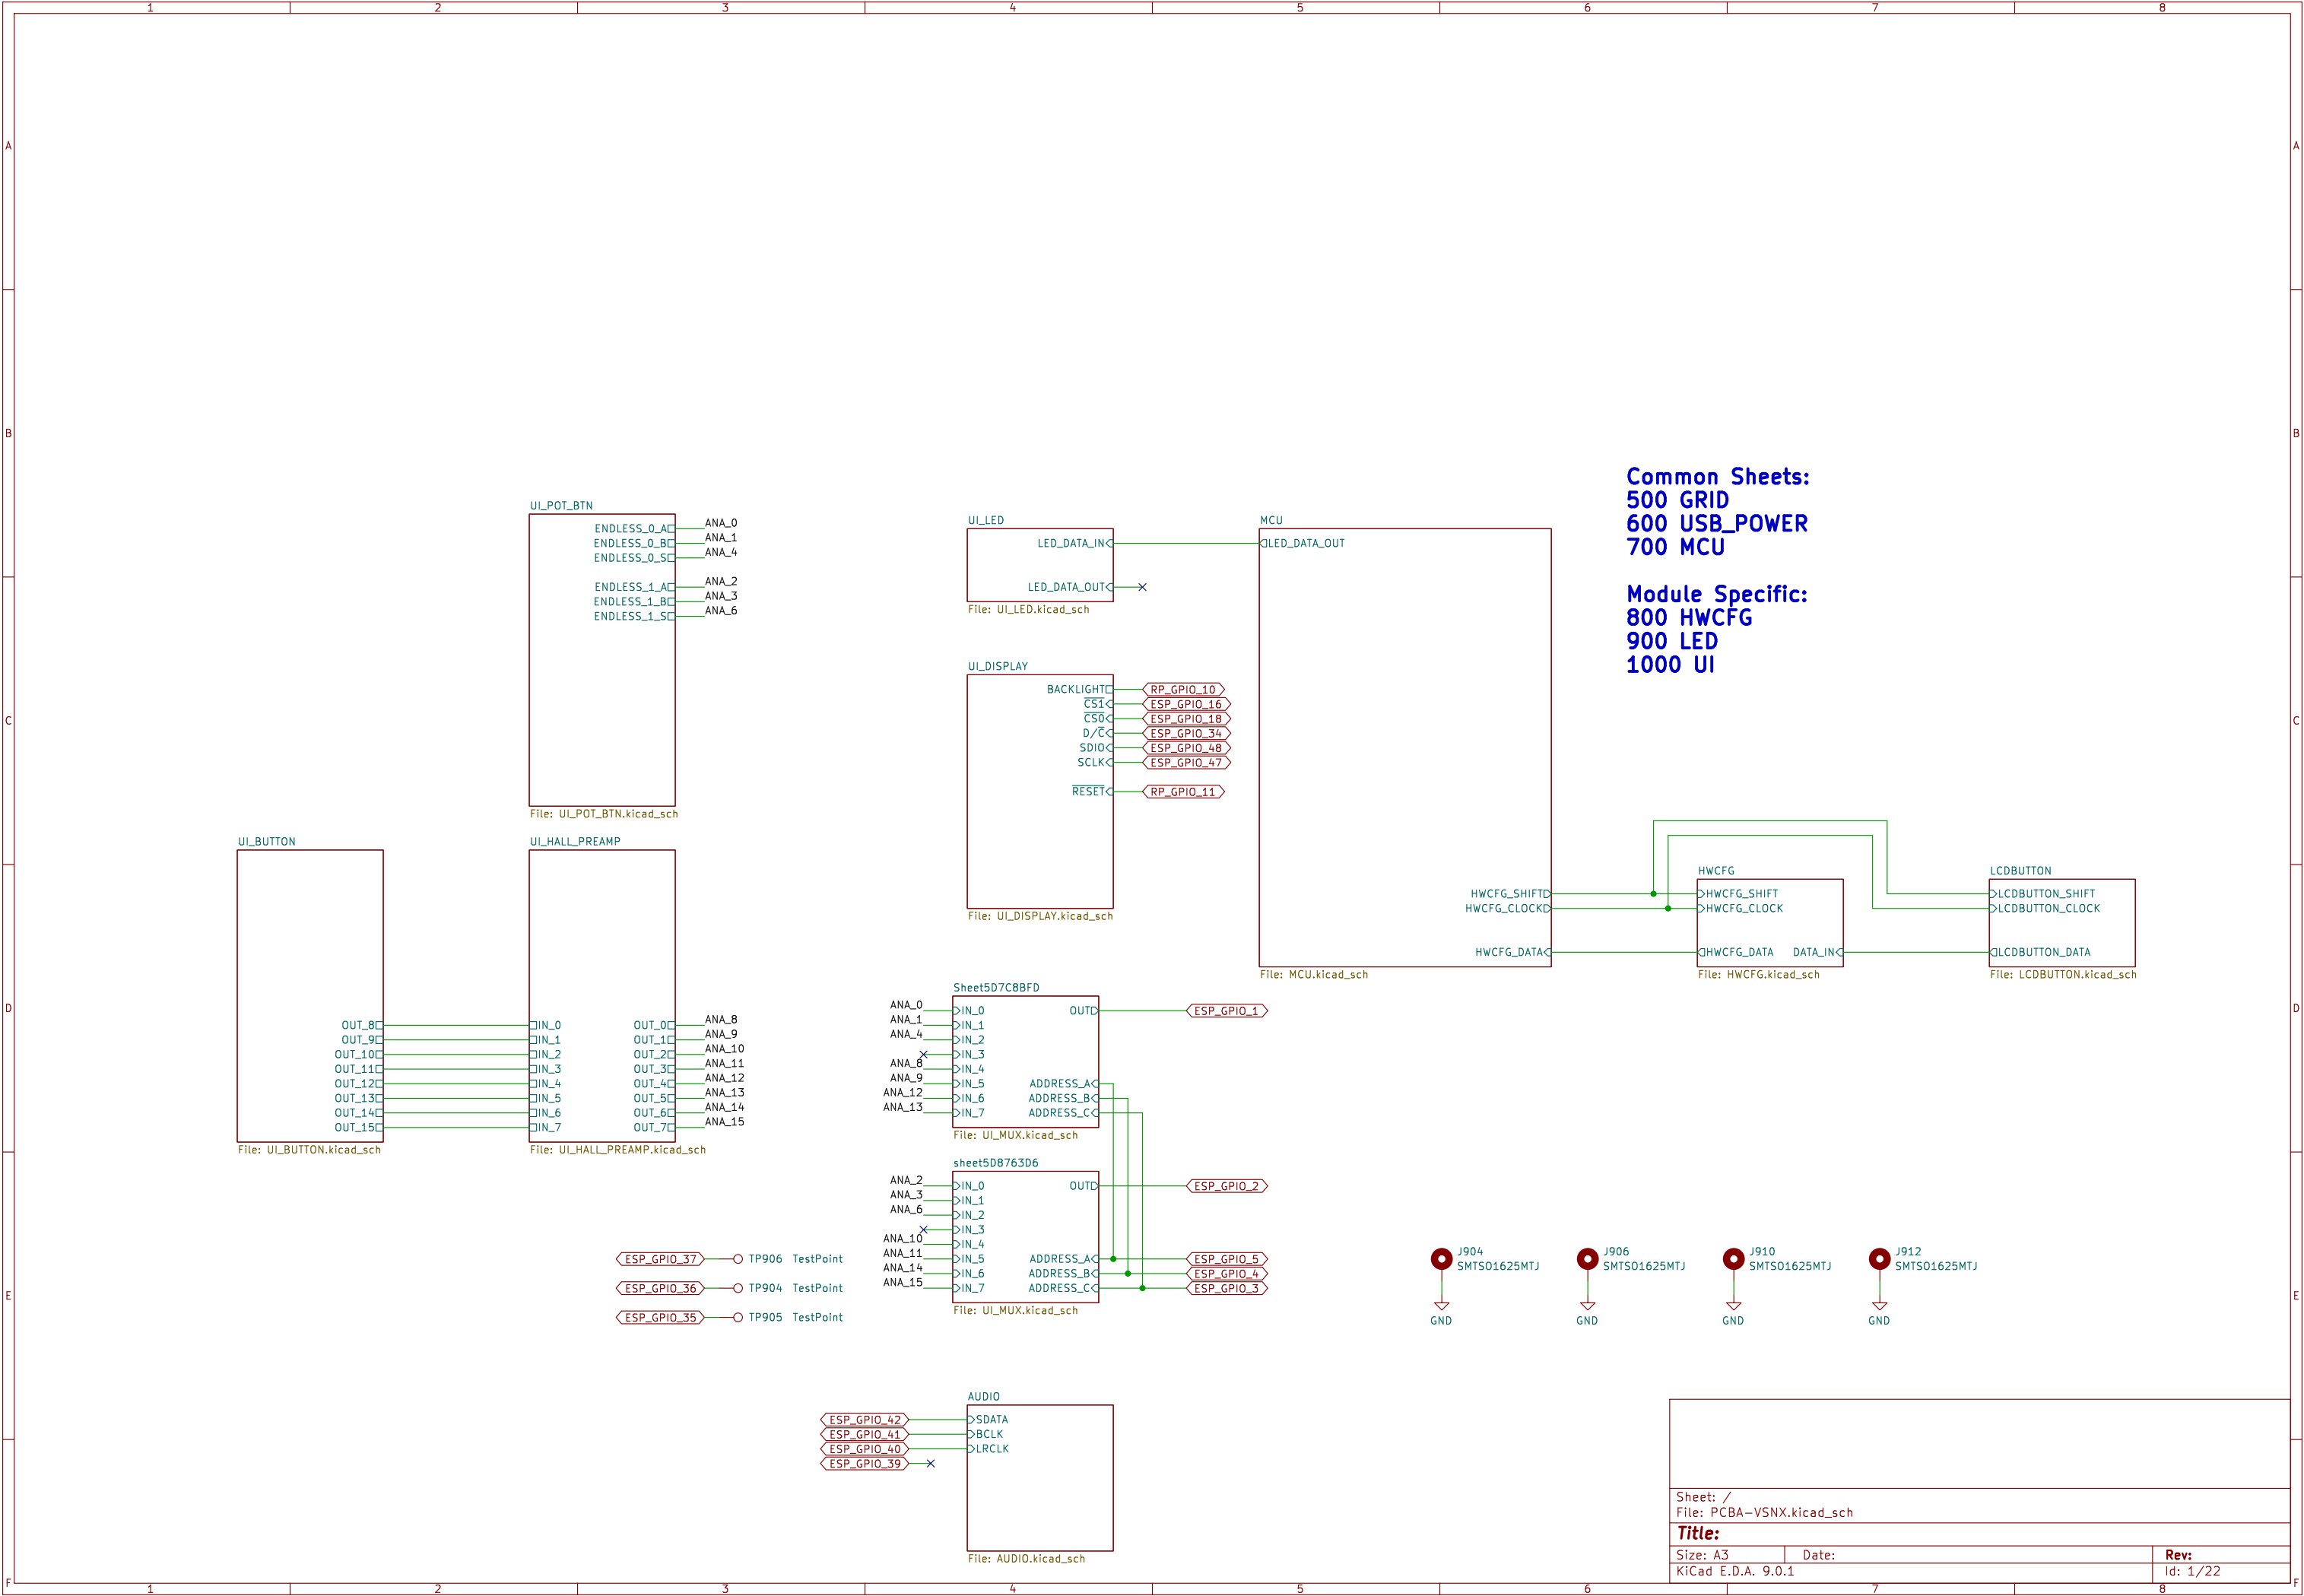 1 2 3 4 5 6 7 8
A A
B B
C C
D D
E E
F F
Common Sheets:
500 GRID
600 USB_POWER
700 MCU
Module Specific:
800 HWCFG
900 LED
1000 UI
UI_POT_BTN
ENDLESS_0_A ANA_0
ENDLESS_0_B ANA_1
ENDLESS_0_S ANA_4
ENDLESS_1_A ANA_2
ENDLESS_1_B ANA_3
ENDLESS_1_S ANA_6
File: UI_POT_BTN.kicad_sch
UI_LED
LED_DATA_IN
LED_DATA_OUT
File: UI_LED.kicad_sch
UI_DISPLAY
BACKLIGHT RP_GPIO_10
CS1 ESP_GPIO_16
CS0 ESP_GPIO_18
D/C ESP_GPIO_34
SDIO ESP_GPIO_48
SCLK ESP_GPIO_47
RESET RP_GPIO_11
File: UI_DISPLAY.kicad_sch
MCU
LED_DATA_OUT
HWCFG_SHIFT
HWCFG_CLOCK
HWCFG_DATA
File: MCU.kicad_sch
HWCFG
HWCFG_SHIFT
HWCFG_CLOCK
HWCFG_DATA DATA_IN
File: HWCFG.kicad_sch
LCDBUTTON
LCDBUTTON_SHIFT
LCDBUTTON_CLOCK
LCDBUTTON_DATA
File: LCDBUTTON.kicad_sch
UI_BUTTON
OUT_8
OUT_9
OUT_10
OUT_11
OUT_12
OUT_13
OUT_14
OUT_15
File: UI_BUTTON.kicad_sch
UI_HALL_PREAMP
IN_0 OUT_0 ANA_8
IN_1 OUT_1 ANA_9
IN_2 OUT_2 ANA_10
IN_3 OUT_3 ANA_11
IN_4 OUT_4 ANA_12
IN_5 OUT_5 ANA_13
IN_6 OUT_6 ANA_14
IN_7 OUT_7 ANA_15
File: UI_HALL_PREAMP.kicad_sch
Sheet5D7C8BFD
ANA_0 IN_0 OUT ESP_GPIO_1
ANA_1 IN_1
ANA_4 IN_2
IN_3
ANA_8 IN_4
ANA_9 IN_5 ADDRESS_A
ANA_12 IN_6 ADDRESS_B
ANA_13 IN_7 ADDRESS_C
File: UI_MUX.kicad_sch
sheet5D8763D6
ANA_2 IN_0 OUT ESP_GPIO_2
ANA_3 IN_1
ANA_6 IN_2
IN_3
ANA_10 IN_4
ANA_11 IN_5 ADDRESS_A ESP_GPIO_5
ANA_14 IN_6 ADDRESS_B ESP_GPIO_4
ANA_15 IN_7 ADDRESS_C ESP_GPIO_3
File: UI_MUX.kicad_sch
ESP_GPIO_37 TP906 TestPoint
ESP_GPIO_36 TP904 TestPoint
ESP_GPIO_35 TP905 TestPoint
J904
SMTSO1625MTJ
GND
J906
SMTSO1625MTJ
GND
J910
SMTSO1625MTJ
GND
J912
SMTSO1625MTJ
GND
AUDIO
ESP_GPIO_42 SDATA
ESP_GPIO_41 BCLK
ESP_GPIO_40 LRCLK
ESP_GPIO_39
File: AUDIO.kicad_sch
Sheet: /
File: PCBA-VSNX.kicad_sch
Title:
Size: A3 Date: Rev:
KiCad E.D.A. 9.0.1 Id: 1/22
1 2 3 4 5 6 7 8